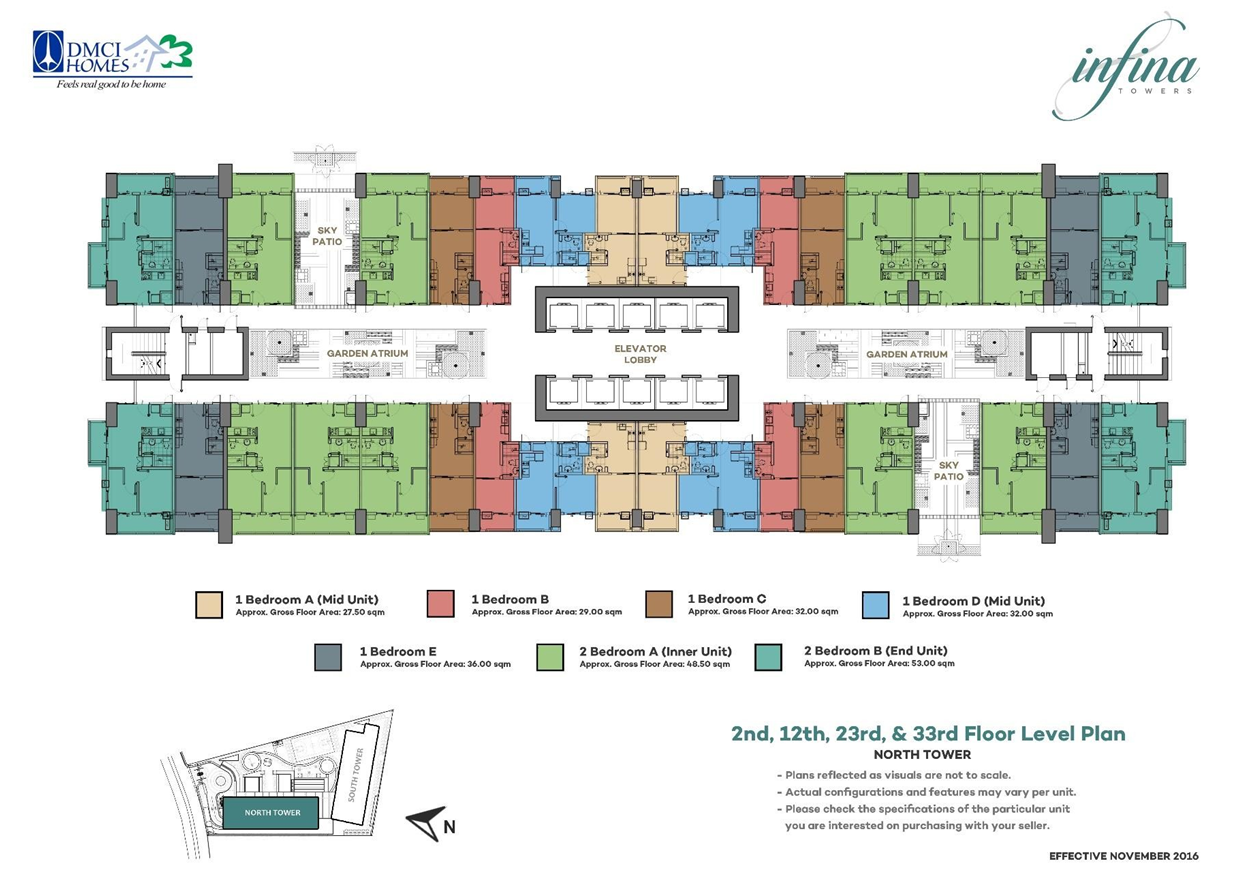 DMCI
HOMES
Feels real good to be home
infina
TOWERS
SKY
PATIO
GARDEN ATRIUM
ELEVATOR
LOBBY
GARDEN ATRIUM
SKY
PATIO
1 Bedroom A (Mid Unit)
Approx. Gross Floor Area: 27.50 sqm
1 Bedroom B
Approx. Gross Floor Area: 29.00 sqm
1 Bedroom C
Approx. Gross Floor Area: 32.00 sqm
1 Bedroom D (Mid Unit)
Approx. Gross Floor Area: 32.00 sqm
1 Bedroom E
Approx. Gross Floor Area: 36.00 sqm
2 Bedroom A (Inner Unit)
Approx. Gross Floor Area: 48.50 sqm
2 Bedroom B (End Unit)
Approx. Gross Floor Area: 53.00 sqm
SOUTH TOWER
NORTH TOWER
N
2nd, 12th, 23rd, & 33rd Floor Level Plan
NORTH TOWER
- Plans reflected as visuals are not to scale.
- Actual configurations and features may vary per unit.
- Please check the specifications of the particular unit
you are interested on purchasing with your seller.
EFFECTIVE NOVEMBER 2016